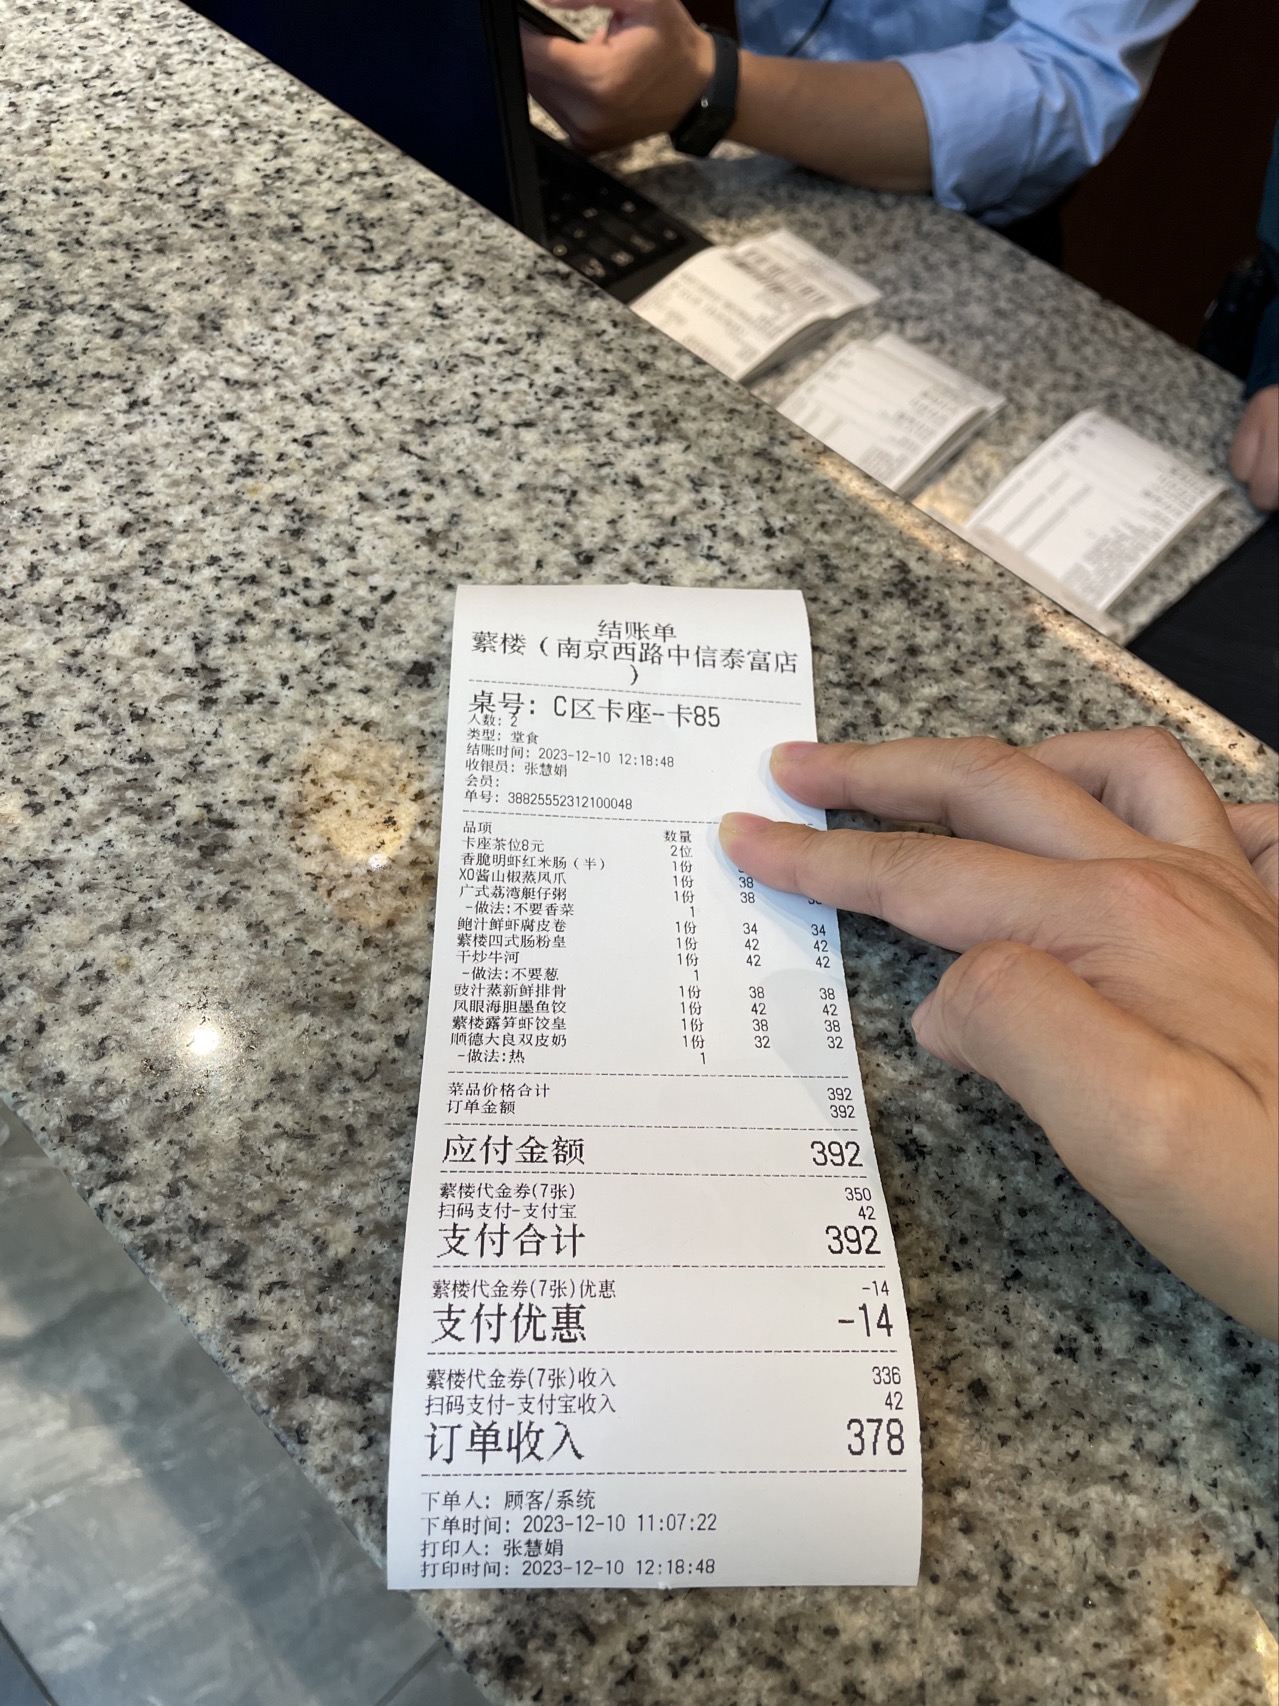 结账单
蘩楼（南京西路中信泰富店
）
桌号: C区卡座-卡85
人数: 2
类型: 堂食
结账时间: 2023-12-10 12:18:48
收银员: 张慧娟
会员:
单号: 38825552312100048
品项 数量
卡座茶位8元 2位
香脆明虾红米肠（半） 1份
XO酱山椒蒸凤爪 1份 38
广式荔湾艇仔粥 1份 38
-做法:不要香菜 1
鲍汁鲜虾腐皮卷 1份 34 34
蘩楼四式肠粉皇 1份 42 42
干炒牛河 1份 42 42
-做法:不要葱 1
豉汁蒸新鲜排骨 1份 38 38
凤眼海胆墨鱼饺 1份 42 42
蘩楼露笋虾饺皇 1份 38 38
顺德大良双皮奶 1份 32 32
-做法:热 1
菜品价格合计 392
订单金额 392
应付金额 392
蘩楼代金券(7张) 350
扫码支付-支付宝 42
支付合计 392
蘩楼代金券(7张)优惠 -14
支付优惠 -14
蘩楼代金券(7张)收入 336
扫码支付-支付宝收入 42
订单收入 378
下单人: 顾客/系统
下单时间: 2023-12-10 11:07:22
打印人: 张慧娟
打印时间: 2023-12-10 12:18:48